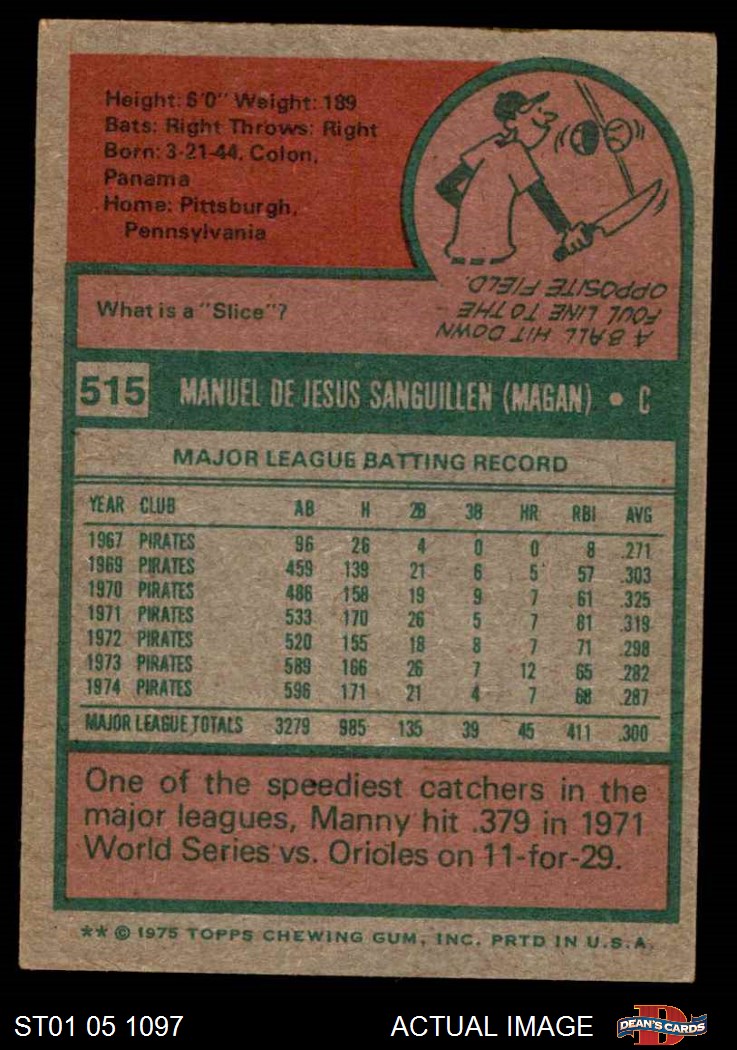 Height: 6'0" Weight: 189
Bats: Right Throws: Right
Born: 3-21-44, Colon,
Panama
Home: Pittsburgh,
Pennsylvania
What is a "Slice"?
A BALL HIT DOWN
FOUL LINE TO THE -
OPPOSITE FIELD.
515 MANUEL DE JESUS SANGUILLEN (MAGAN) • C
MAJOR LEAGUE BATTING RECORD
YEAR CLUB AB H 2B 3B HR RBI AVG
1967 PIRATES 96 26 4 0 0 8 .271
1969 PIRATES 459 139 21 6 5 57 .303
1970 PIRATES 486 158 19 9 7 61 .325
1971 PIRATES 533 170 26 5 7 81 .319
1972 PIRATES 520 155 18 8 7 71 .298
1973 PIRATES 589 166 26 7 12 65 .282
1974 PIRATES 596 171 21 4 7 68 .287
MAJOR LEAGUE TOTALS 3279 985 135 39 45 411 .300
One of the speediest catchers in the
major leagues, Manny hit .379 in 1971
World Series vs. Orioles on 11-for-29.
** © 1975 TOPPS CHEWING GUM, INC. PRTD IN U.S.A.
ST01 05 1097 ACTUAL IMAGE D DEAN'S CARDS